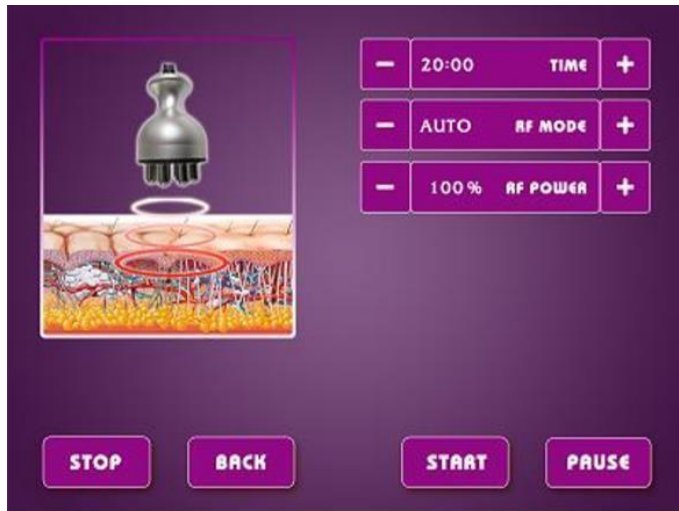 − 20:00 TIME +
− AUTO RF MODE +
− 100% RF POWER +
STOP BACK START PAUSE